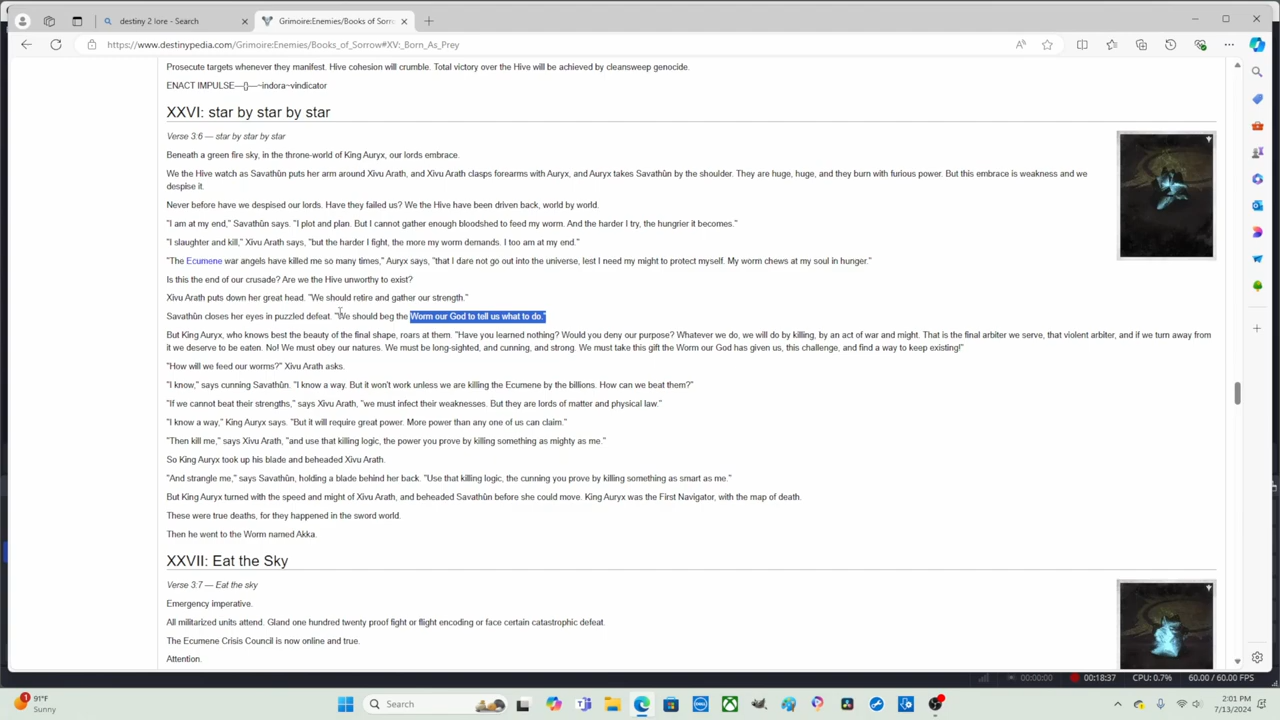 destiny 2 lore - Search
Grimoire:Enemies/Books of Sorrow
https://www.destinypedia.com/Grimoire:Enemies/Books_of_Sorrow#XV:_Born_As_Prey
Prosecute targets whenever they manifest. Hive cohesion will crumble. Total victory over the Hive will be achieved by cleansweep genocide.
ENACT IMPULSE—[]—~indora~vindicator
XXVI: star by star by star
Verse 3:6 — star by star by star
Beneath a green fire sky, in the throne-world of King Auryx, our lords embrace.
We the Hive watch as Savathûn puts her arm around Xivu Arath, and Xivu Arath clasps forearms with Auryx, and Auryx takes Savathûn by the shoulder. They are huge, huge, and they burn with furious power. But this embrace is weakness and we
despise it.
Never before have we despised our lords. Have they failed us? We the Hive have been driven back, world by world.
"I am at my end," Savathûn says. "I plot and plan. But I cannot gather enough bloodshed to feed my worm. And the harder I try, the hungrier it becomes."
"I slaughter and kill," Xivu Arath says, "but the harder I fight, the more my worm demands. I too am at my end."
"The Ecumene war angels have killed me so many times," Auryx says, "that I dare not go out into the universe, lest I need my might to protect myself. My worm chews at my soul in hunger."
Is this the end of our crusade? Are we the Hive unworthy to exist?
Xivu Arath puts down her great head. "We should retire and gather our strength."
Savathûn closes her eyes in puzzled defeat. "We should beg the Worm our God to tell us what to do."
But King Auryx, who knows best the beauty of the final shape, roars at them. "Have you learned nothing? Would you deny our purpose? Whatever we do, we will do by killing, by an act of war and might. That is the final arbiter we serve, that violent arbiter, and if we turn away from
it we deserve to be eaten. No! We must obey our natures. We must be long-sighted, and cunning, and strong. We must take this gift the Worm our God has given us, this challenge, and find a way to keep existing!"
"How will we feed our worms?" Xivu Arath asks.
"I know," says cunning Savathûn. "I know a way. But it won't work unless we are killing the Ecumene by the billions. How can we beat them?"
"If we cannot beat their strengths," says Xivu Arath, "we must infect their weaknesses. But they are lords of matter and physical law."
"I know a way," King Auryx says. "But it will require great power. More power than any one of us can claim."
"Then kill me," says Xivu Arath, "and use that killing logic, the power you prove by killing something as mighty as me."
So King Auryx took up his blade and beheaded Xivu Arath.
"And strangle me," says Savathûn, holding a blade behind her back. "Use that killing logic, the cunning you prove by killing something as smart as me."
But King Auryx turned with the speed and might of Xivu Arath, and beheaded Savathûn before she could move. King Auryx was the First Navigator, with the map of death.
These were true deaths, for they happened in the sword world.
Then he went to the Worm named Akka.
XXVII: Eat the Sky
Verse 3:7 — Eat the sky
Emergency imperative.
All militarized units attend. Gland one hundred twenty proof fight or flight encoding or face certain catastrophic defeat.
The Ecumene Crisis Council is now online and true.
Attention.
00:00:00
00:18:37
CPU: 0.7%
60.00 / 60.00 FPS
1
91°F
Sunny
Search
2:01 PM
7/13/2024